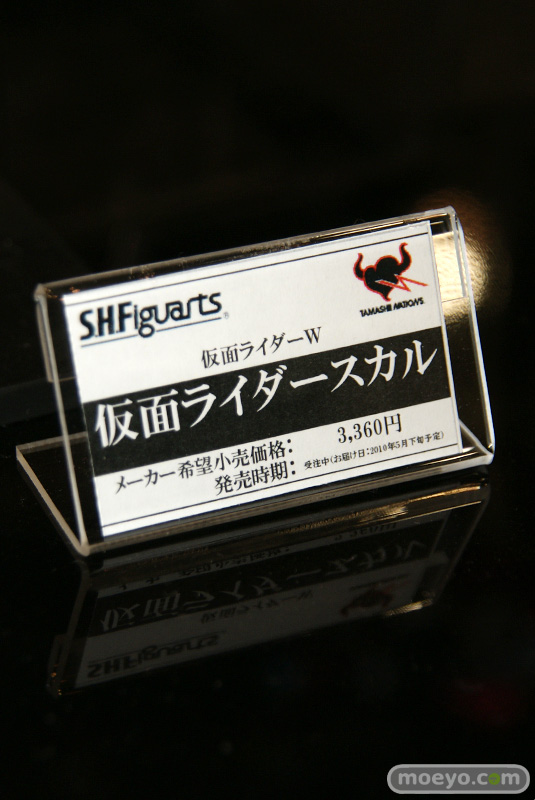 S.H.Figuarts®
TAMASHII NATIONS
仮面ライダーW
仮面ライダースカル
メーカー希望小売価格: 3,360円
発売時期: 受注中(お届け日:2010年5月下旬予定)
moeyo.com